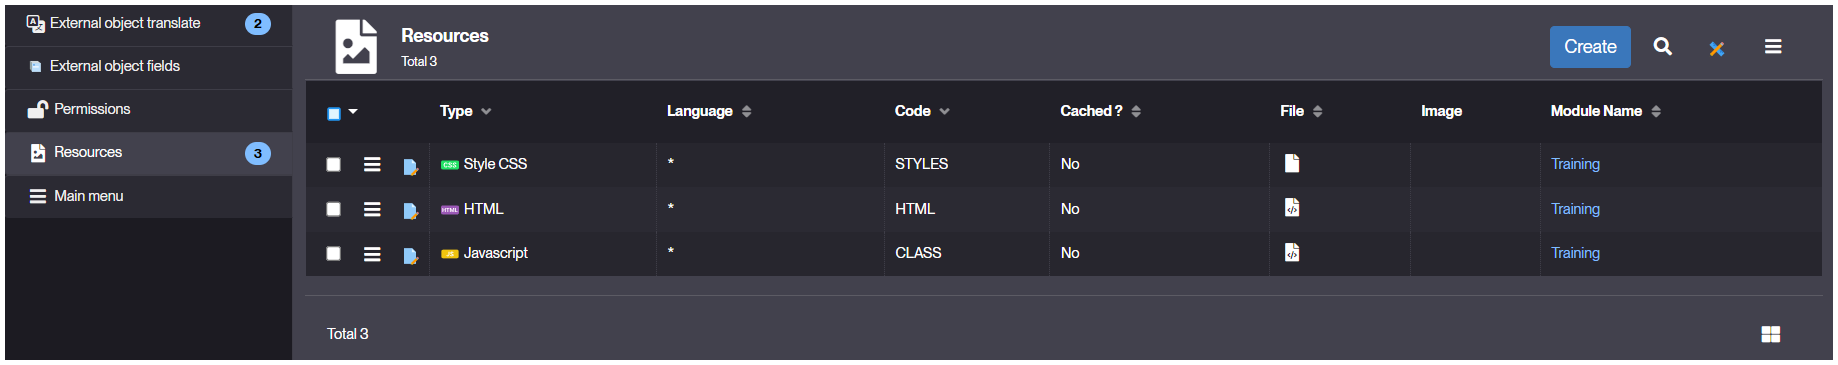 External object translate 2
External object fields
Permissions
Resources 3
Main menu
Resources
Total 3
Create
Type Language Code Cached ? File Image Module Name
CSS Style CSS * STYLES No Training
HTML HTML * HTML No Training
JS Javascript * CLASS No Training
Total 3